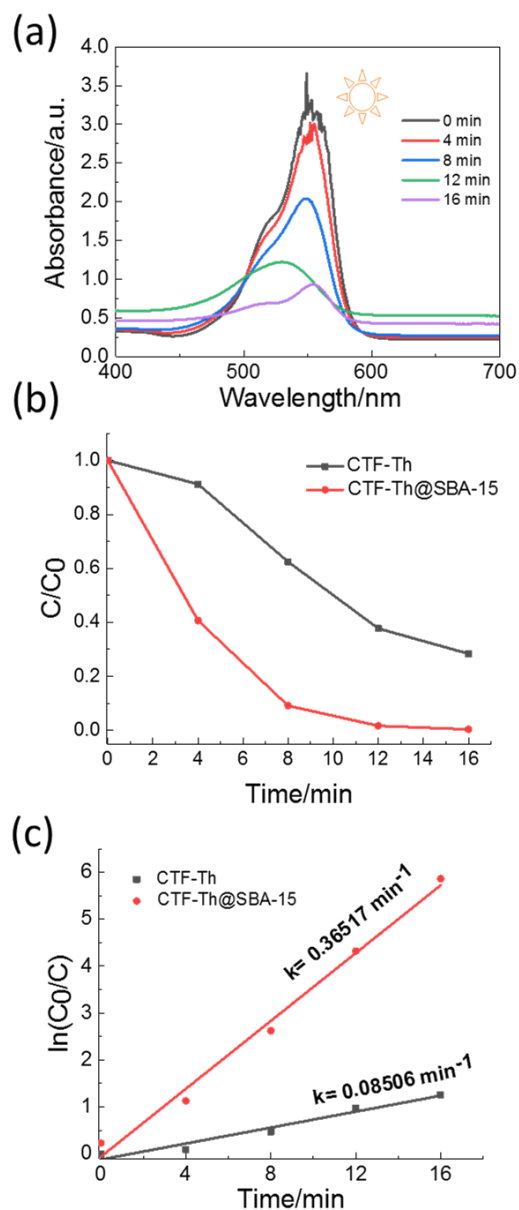 (a)
4.0
3.5
3.0
2.5
2.0
1.5
1.0
0.5
0.0
Absorbance/a.u.
0 min
4 min
8 min
12 min
16 min
400
500
600
700
Wavelength/nm
(b)
1.0
0.8
0.6
0.4
0.2
0.0
C/C0
CTF-Th
CTF-Th@SBA-15
0 2 4 6 8 10 12 14 16
Time/min
(c)
6
5
4
3
2
1
0
ln(C0/C)
CTF-Th
CTF-Th@SBA-15
k= 0.36517 min-1
k= 0.08506 min-1
0 4 8 12 16
Time/min